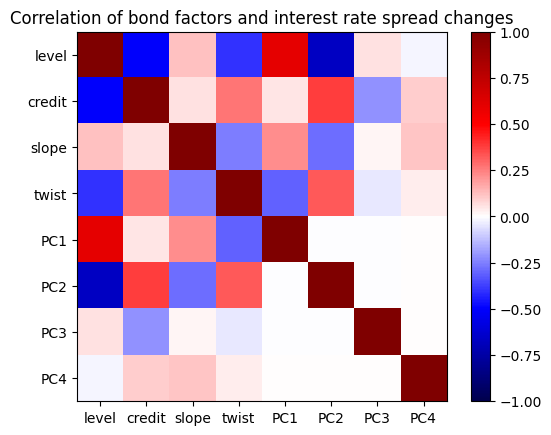 Correlation of bond factors and interest rate spread changes
level
credit
slope
twist
PC1
PC2
PC3
PC4
level credit slope twist PC1 PC2 PC3 PC4
1.00
0.75
0.50
0.25
0.00
−0.25
−0.50
−0.75
−1.00